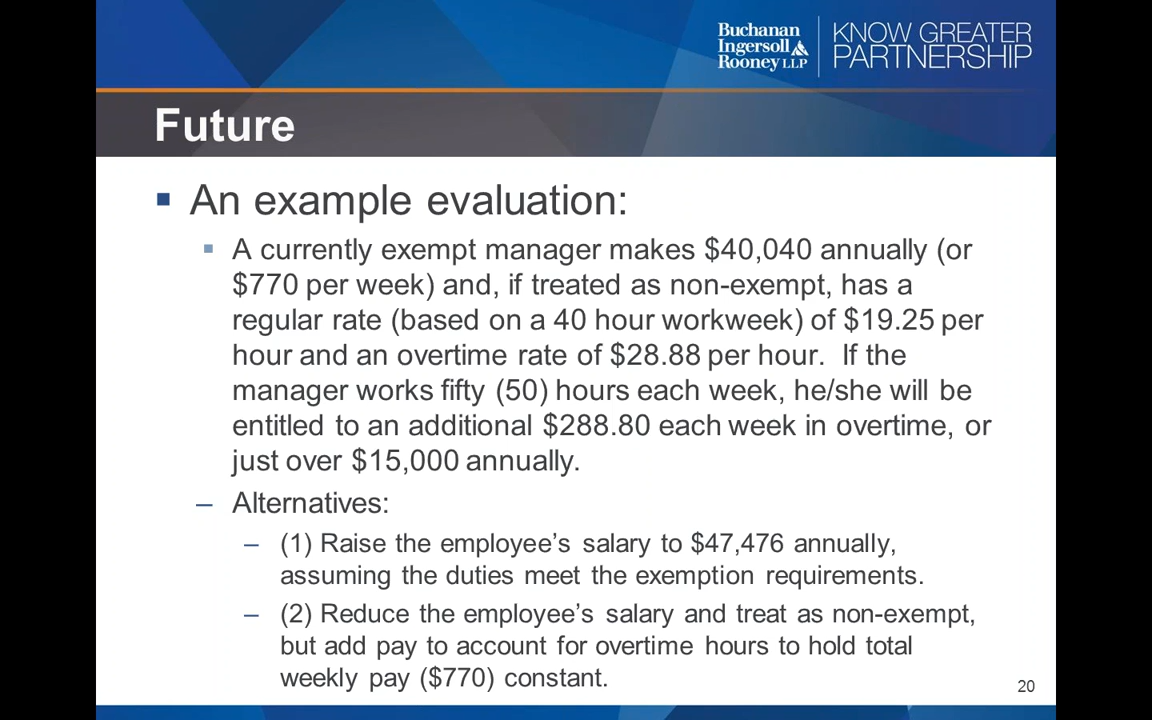 Buchanan
Ingersoll
Rooney LLP
KNOW GREATER
PARTNERSHIP
Future
An example evaluation:
A currently exempt manager makes $40,040 annually (or
$770 per week) and, if treated as non-exempt, has a
regular rate (based on a 40 hour workweek) of $19.25 per
hour and an overtime rate of $28.88 per hour. If the
manager works fifty (50) hours each week, he/she will be
entitled to an additional $288.80 each week in overtime, or
just over $15,000 annually.
– Alternatives:
– (1) Raise the employee’s salary to $47,476 annually,
assuming the duties meet the exemption requirements.
– (2) Reduce the employee’s salary and treat as non-exempt,
but add pay to account for overtime hours to hold total
weekly pay ($770) constant.
20